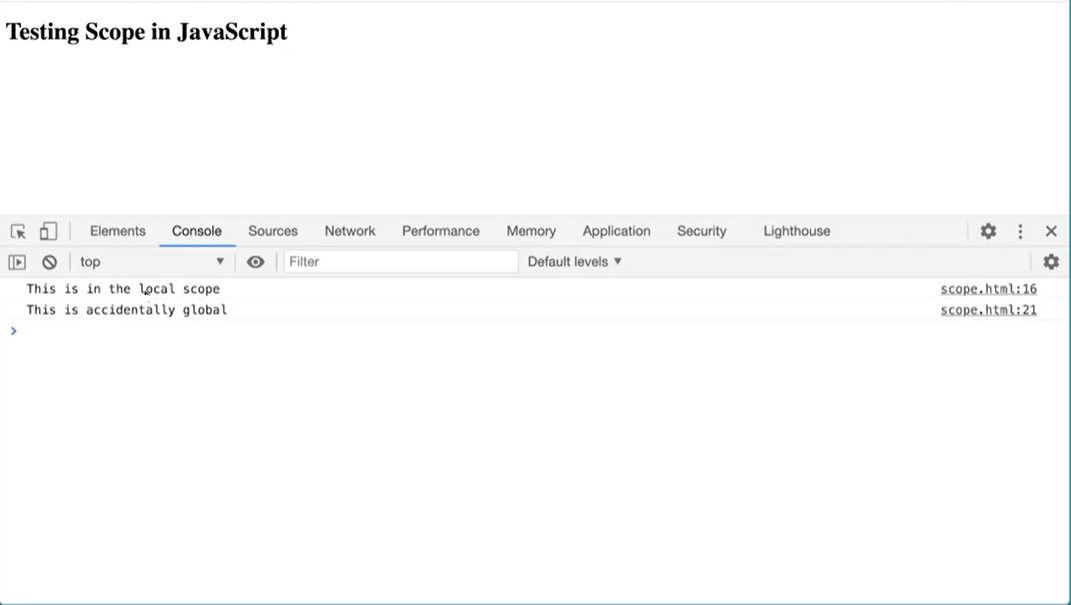 Testing Scope in JavaScript
Elements Console Sources Network Performance Memory Application Security Lighthouse
top Filter Default levels
This is in the local scope scope.html:16
This is accidentally global scope.html:21